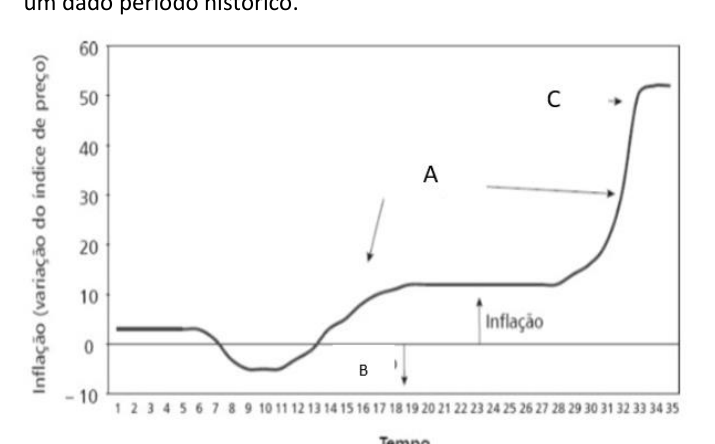 um dado período histórico.
Inflação (variação do índice de preço)
60
50
40
30
20
10
0
– 10
C
A
Inflação
B
1 2 3 4 5 6 7 8 9 10 11 12 13 14 15 16 17 18 19 20 21 22 23 24 25 26 27 28 29 30 31 32 33 34 35
Tempo